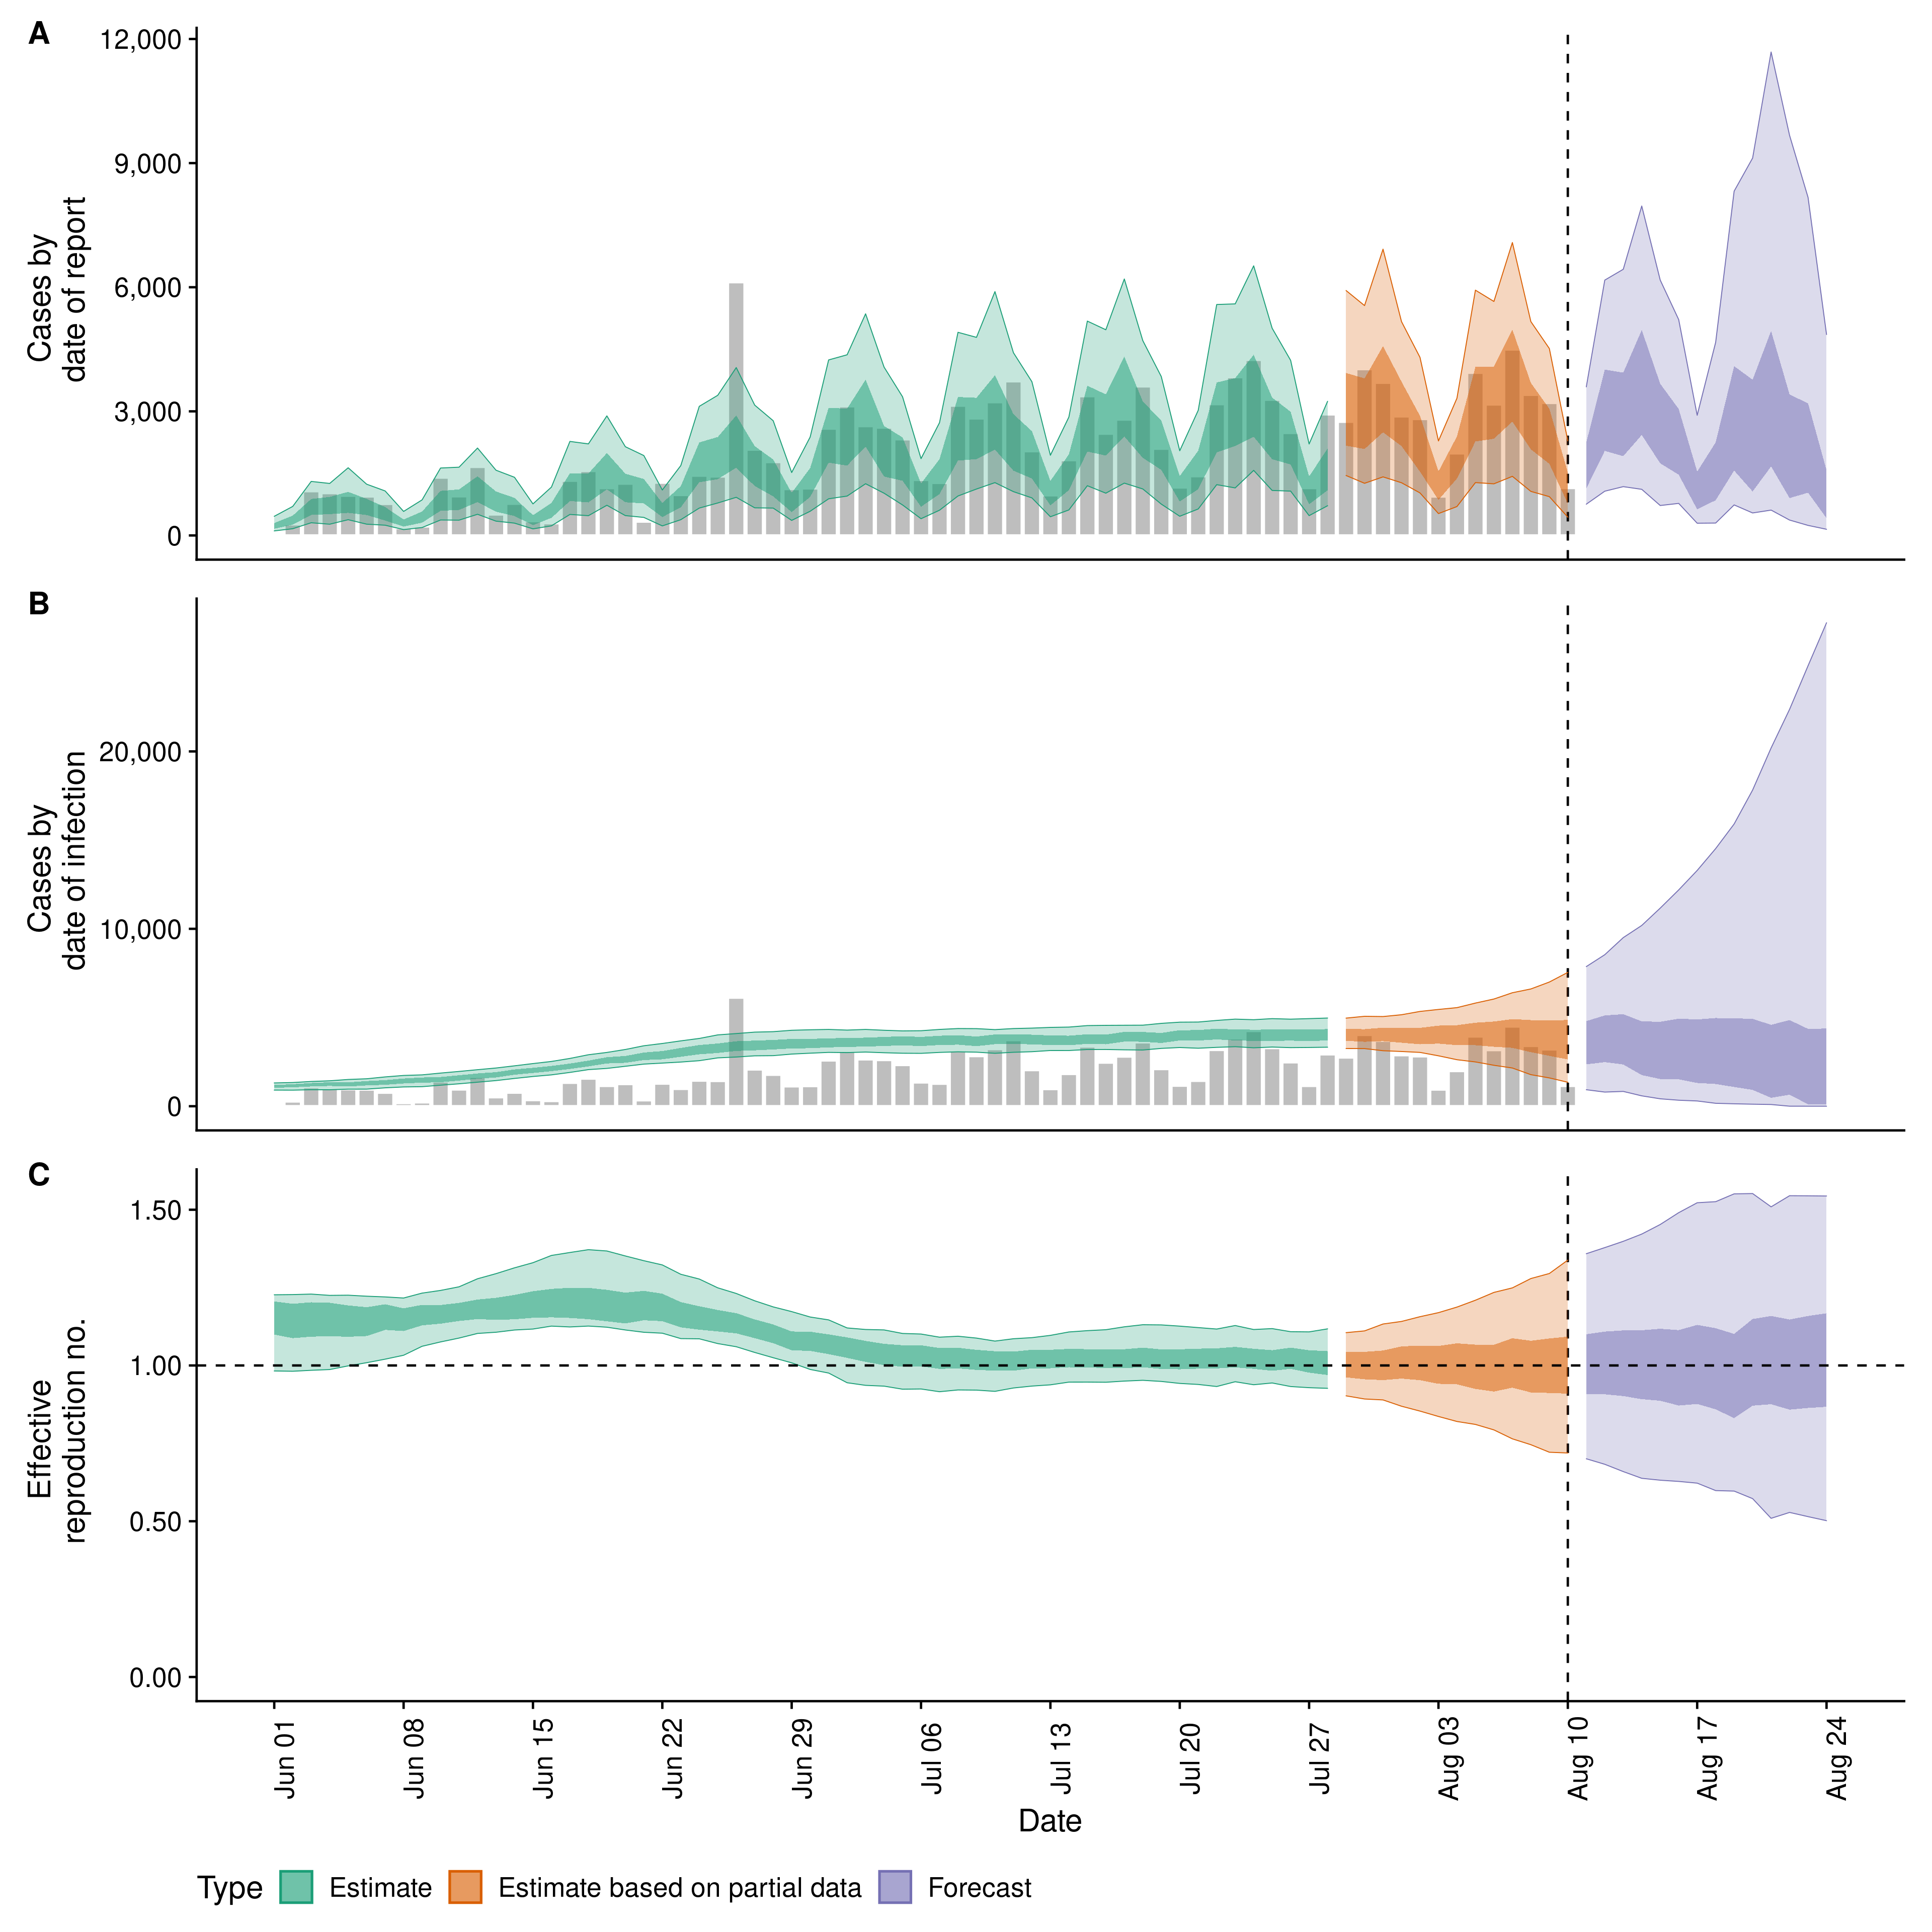 A
12,000
9,000
6,000
3,000
0
Cases by
date of report
B
20,000
10,000
0
Cases by
date of infection
C
1.50
1.00
0.50
0.00
Effective
reproduction no.
Jun 01
Jun 08
Jun 15
Jun 22
Jun 29
Jul 06
Jul 13
Jul 20
Jul 27
Aug 03
Aug 10
Aug 17
Aug 24
Date
Type Estimate Estimate based on partial data Forecast